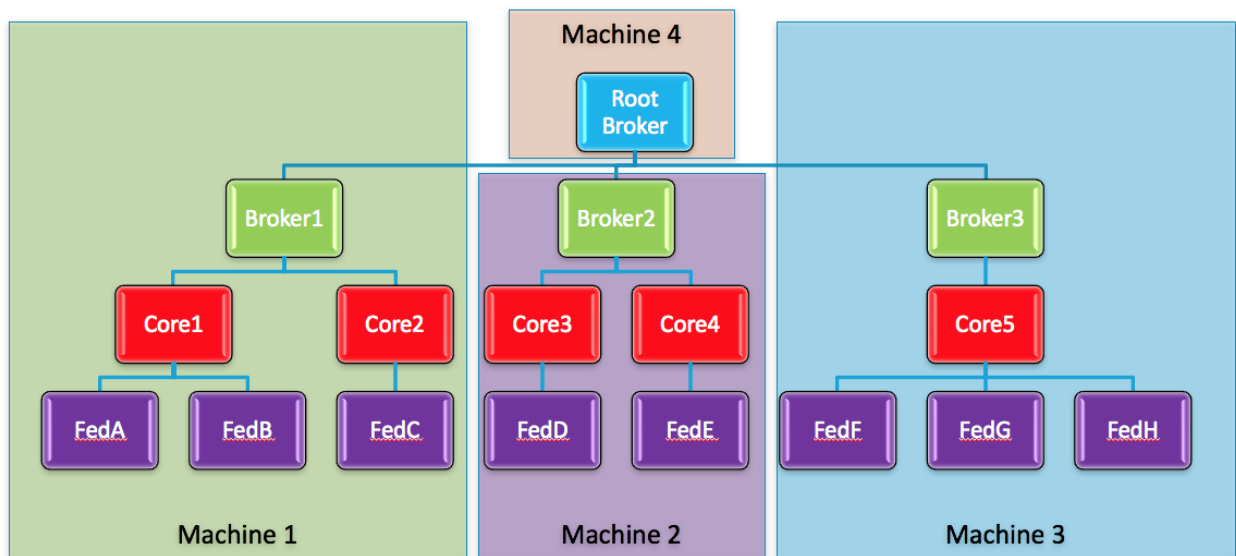 Machine 4
Root
Broker
Broker1
Broker2
Broker3
Core1
Core2
Core3
Core4
Core5
FedA
FedB
FedC
FedD
FedE
FedF
FedG
FedH
Machine 1
Machine 2
Machine 3